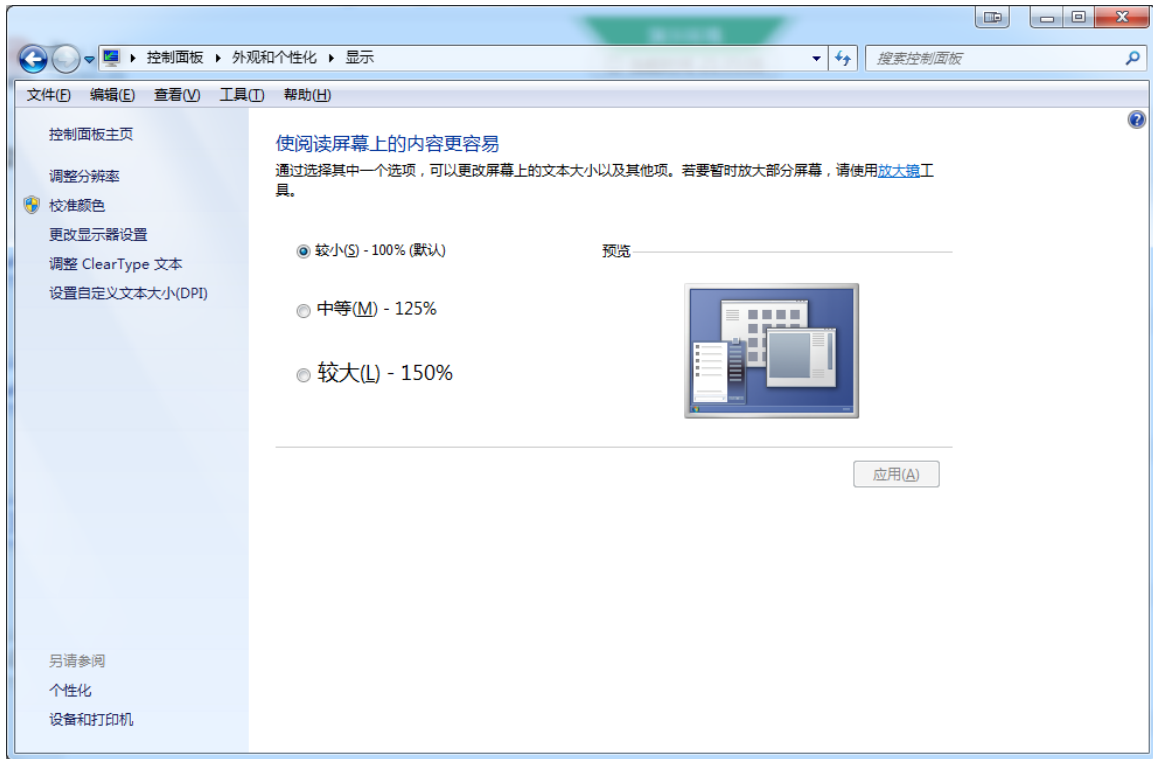 控制面板 外观和个性化 显示 搜索控制面板
文件(F) 编辑(E) 查看(V) 工具(T) 帮助(H)
控制面板主页
调整分辨率
校准颜色
更改显示器设置
调整 ClearType 文本
设置自定义文本大小(DPI)
使阅读屏幕上的内容更容易
通过选择其中一个选项，可以更改屏幕上的文本大小以及其他项。若要暂时放大部分屏幕，请使用放大镜工
具。
较小(S) - 100% (默认)
预览
中等(M) - 125%
较大(L) - 150%
应用(A)
另请参阅
个性化
设备和打印机